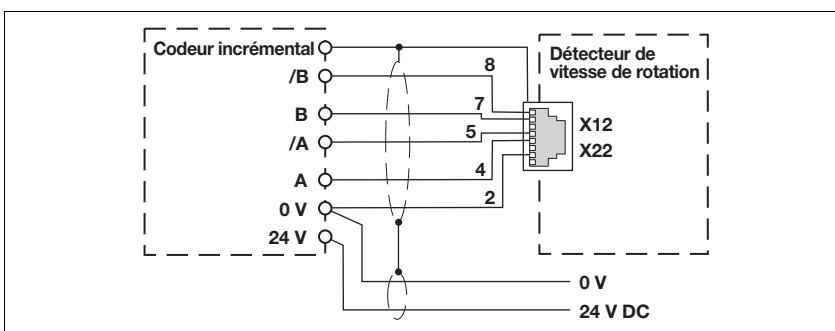 Codeur incrémental
Détecteur de
vitesse de rotation
/B
8
B
7
/A
5
X12
X22
A
4
0 V
2
24 V
0 V
24 V DC